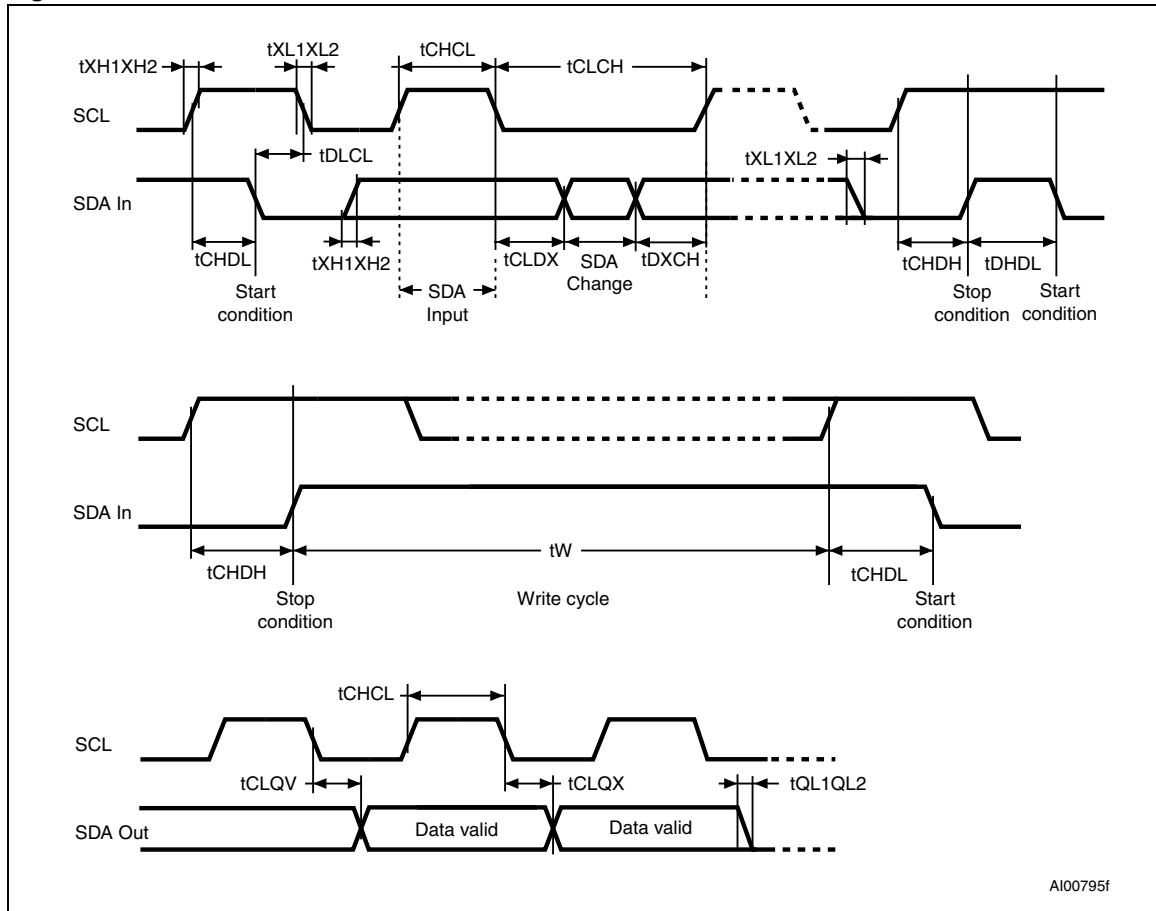 tXL1XL2
tCHCL
tXH1XH2
tCLCH
SCL
tDLCL
tXL1XL2
SDA In
tCHDL
tXH1XH2
tCLDX
SDA
Change
tDXCH
tCHDH
tDHDL
Start
condition
SDA
Input
Stop
condition
Start
condition
SCL
SDA In
tW
tCHDH
tCHDL
Stop
condition
Write cycle
Start
condition
tCHCL
SCL
tCLQV
tCLQX
tQL1QL2
SDA Out
Data valid
Data valid
AI00795f